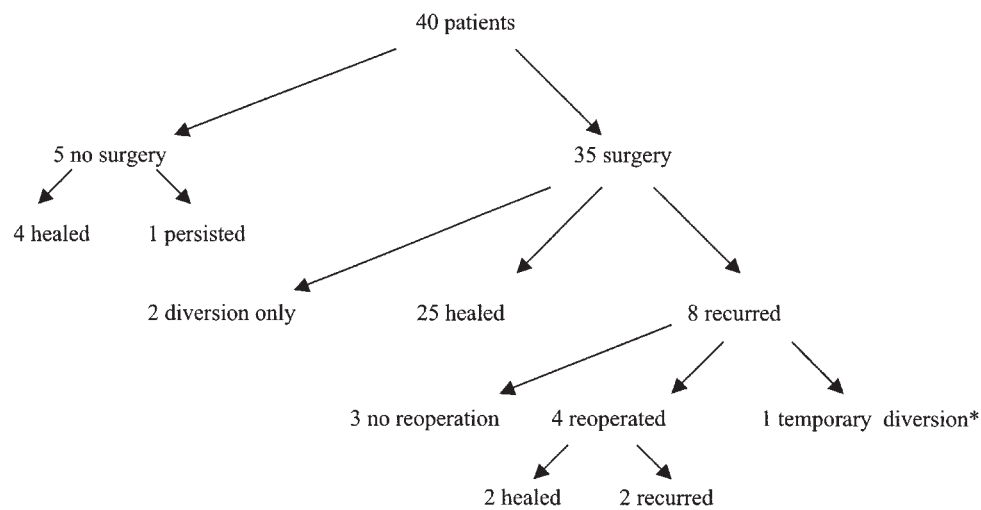 40 patients
5 no surgery
35 surgery
4 healed
1 persisted
2 diversion only
25 healed
8 recurred
3 no reoperation
4 reoperated
1 temporary diversion*
2 healed
2 recurred